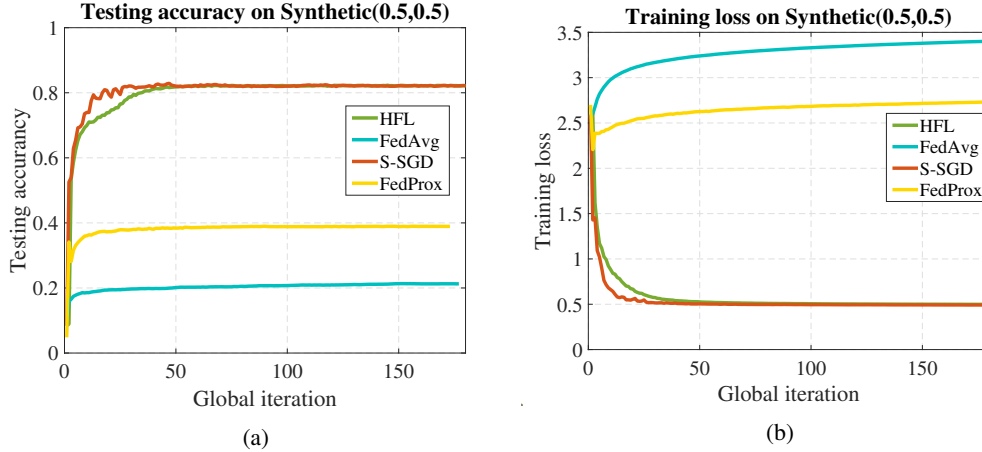 Testing accuracy on Synthetic(0.5,0.5)
1
0.8
0.6
0.4
0.2
0
Testing accuracy
HFL
FedAvg
S-SGD
FedProx
0 50 100 150
Global iteration
(a)
Training loss on Synthetic(0.5,0.5)
3.5
3
2.5
2
1.5
1
0.5
0
Training loss
HFL
FedAvg
S-SGD
FedProx
0 50 100 150
Global iteration
.
(b)